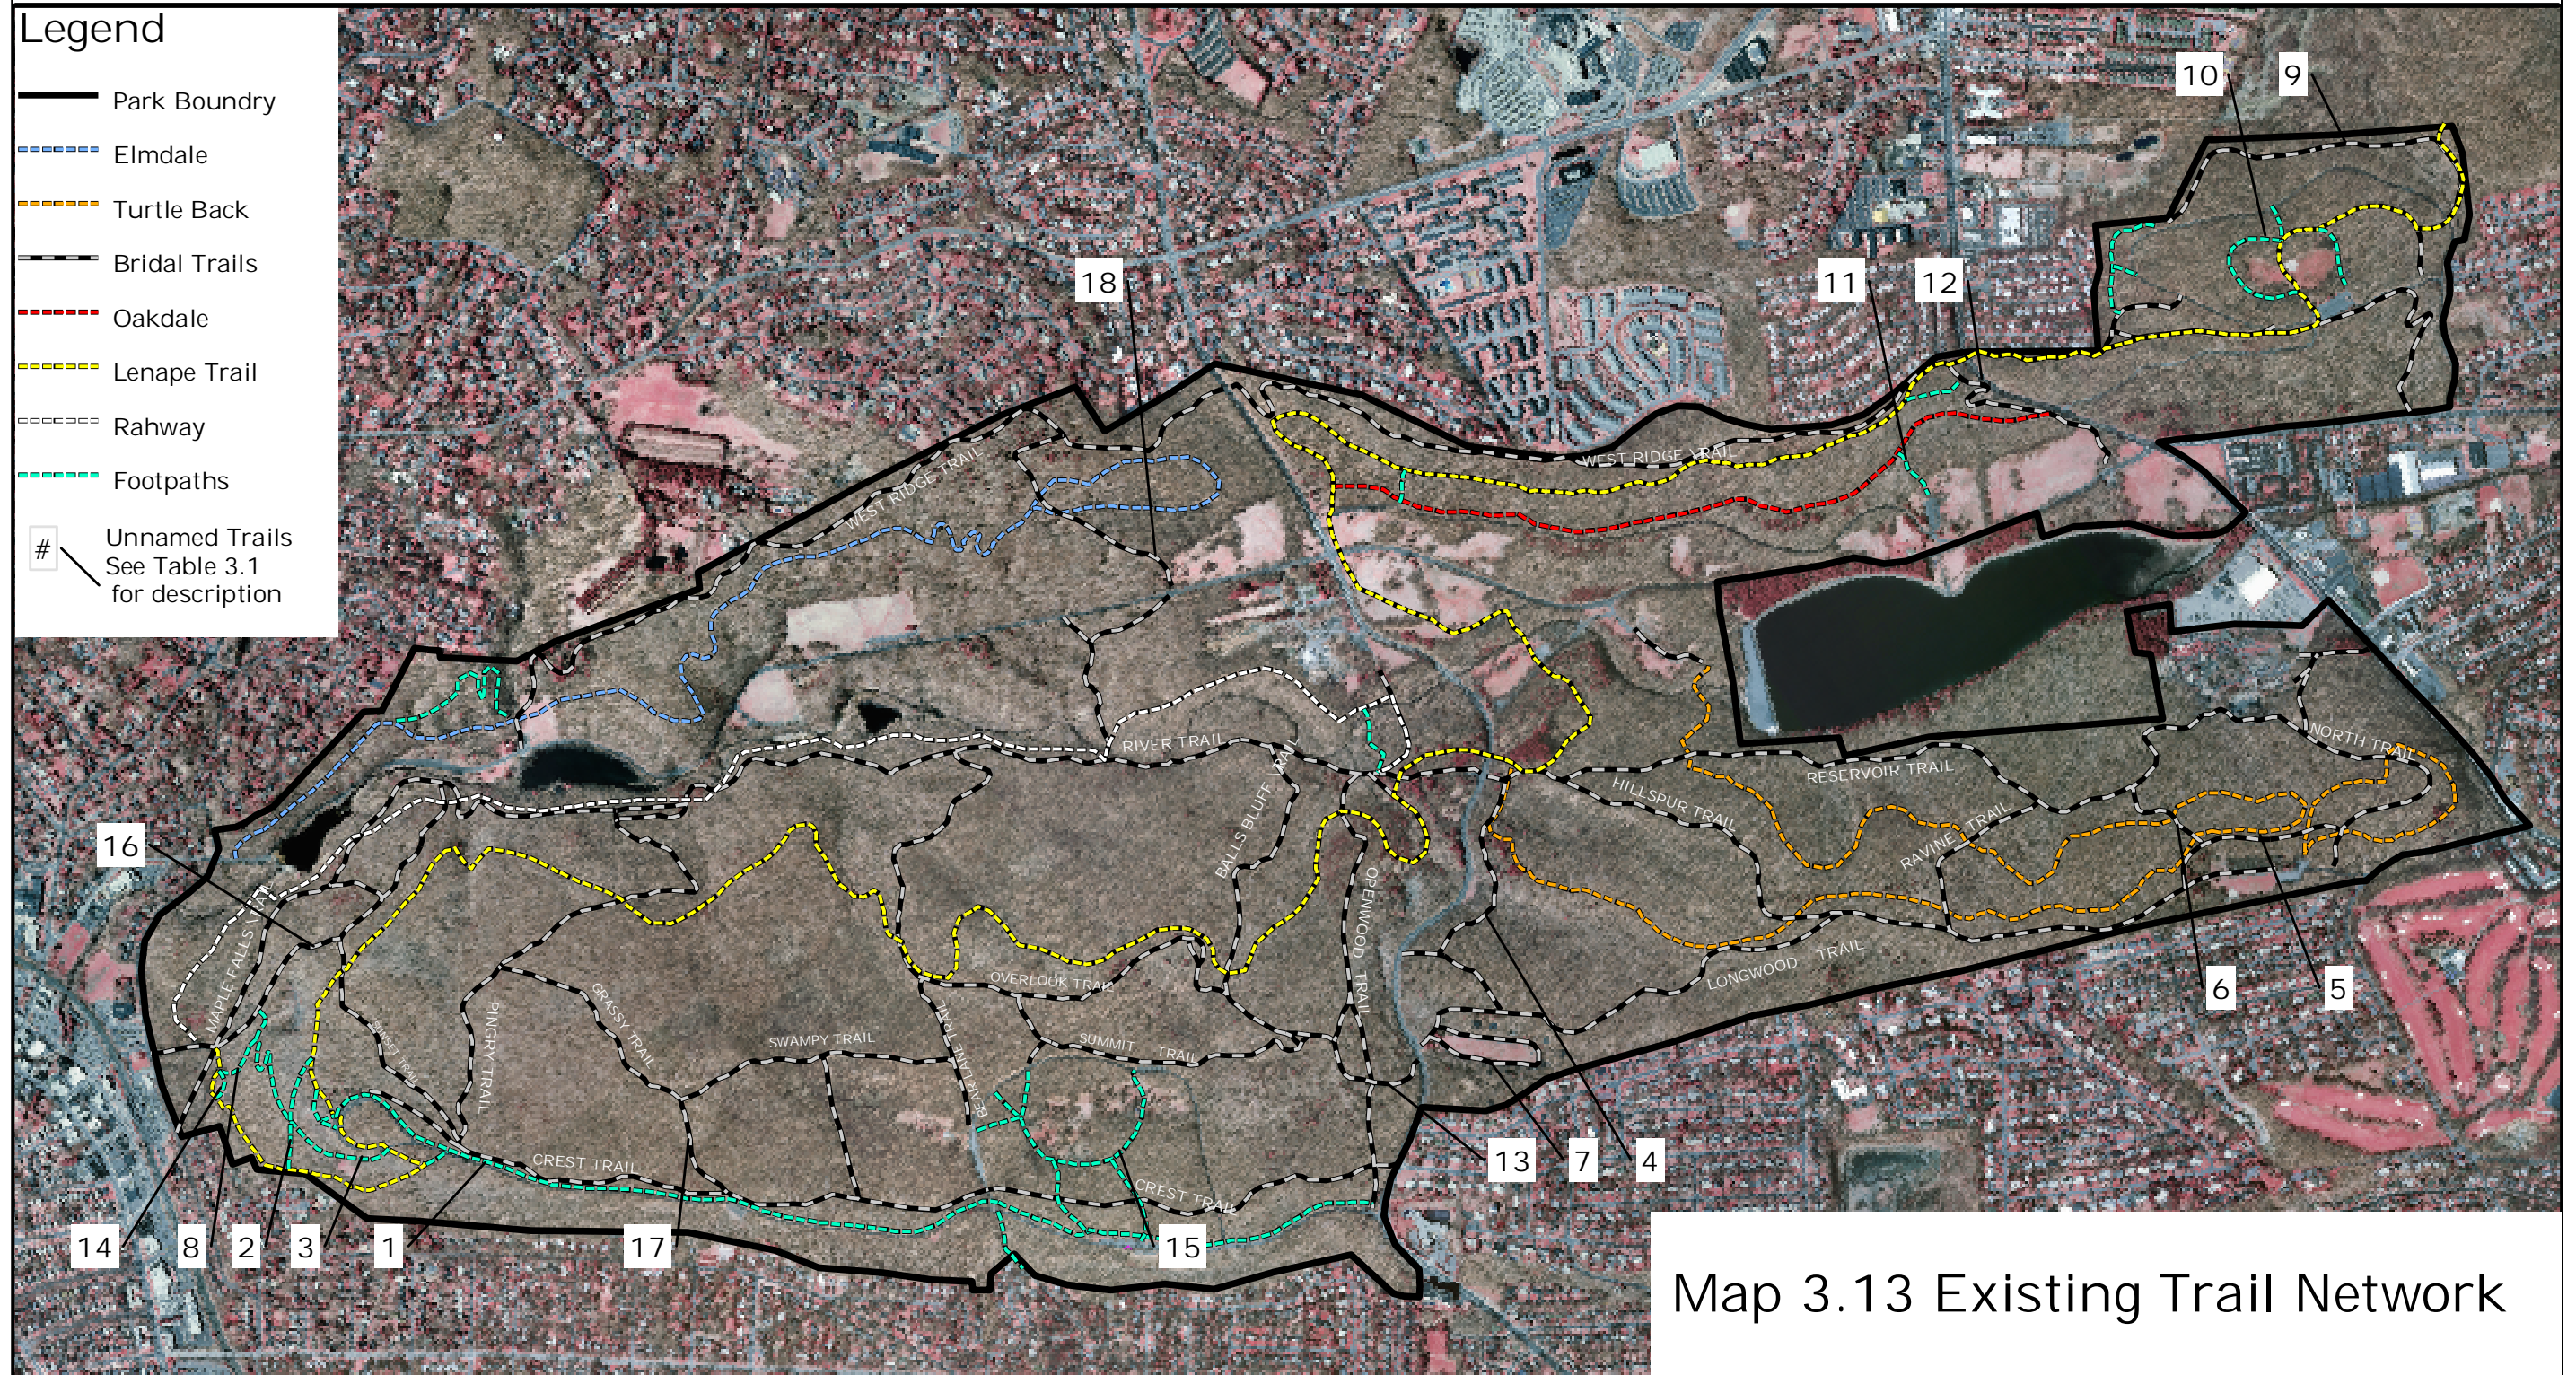 Legend
Park Boundry
Elmdale
Turtle Back
Bridal Trails
Oakdale
Lenape Trail
Rahway
Footpaths
#
Unnamed Trails
See Table 3.1
for description
10
9
18
11
12
WEST RIDGE TRAIL
WEST RIDGE TRAIL
RIVER TRAIL
NORTH TRAIL
RESERVOIR TRAIL
HILLSPUR TRAIL
BALLS BLUFF TRAIL
RAVINE TRAIL
16
OPENWOOD TRAIL
MAPLE FALLS TRAIL
OVERLOOK TRAIL
LONGWOOD TRAIL
6
5
GRASSY TRAIL
PINGRY TRAIL
SUNSET TRAIL
SWAMPY TRAIL
SUMMIT TRAIL
BEAR LANE TRAIL
CREST TRAIL
CREST TRAIL
13
7
4
14
8
2
3
1
17
15
Map 3.13 Existing Trail Network